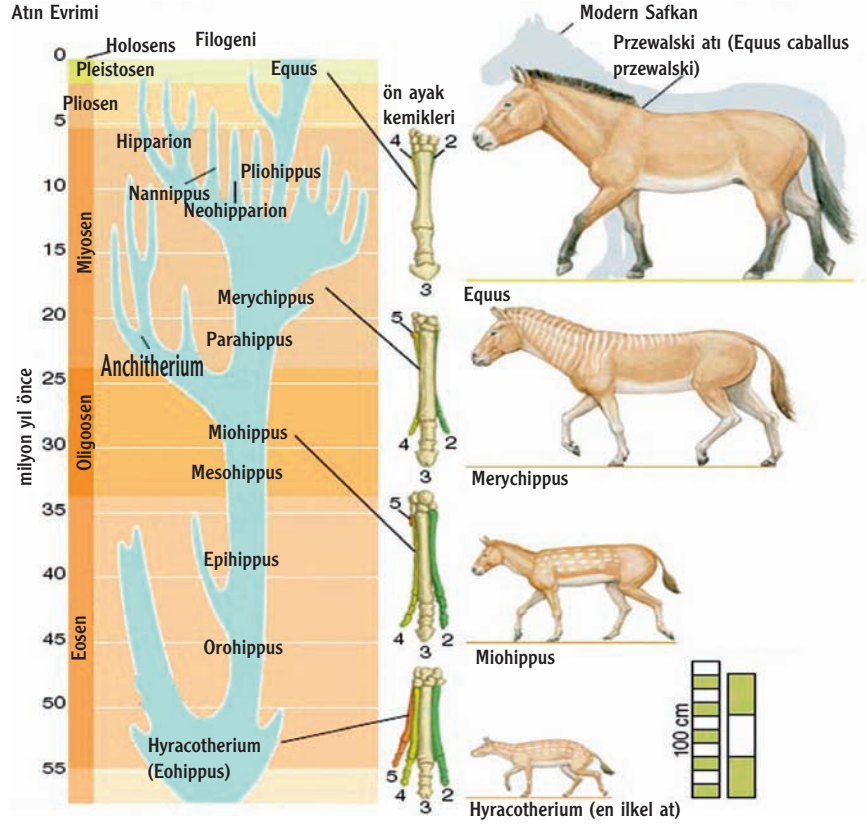 Atın Evrimi
Holosens
Filogeni
Modern Safkan
Przewalski atı (Equus caballus
przewalski)
0
Pleistosen
Equus
Pliosen
ön ayak
kemikleri
5
4
2
Hipparion
Pliohippus
10
Nannippus
Neohipparion
Miyosen
15
3
Merychippus
Equus
20
5
Parahippus
Anchitherium
25
milyon yıl önce
Oligoosen
Miohippus
4
2
30
3
Mesohippus
Merychippus
35
5
Epihippus
40
Eosen
4
2
45
Orohippus
3
Miohippus
50
100 cm
Hyracotherium
(Eohippus)
55
5
4
2
3
Hyracotherium (en ilkel at)